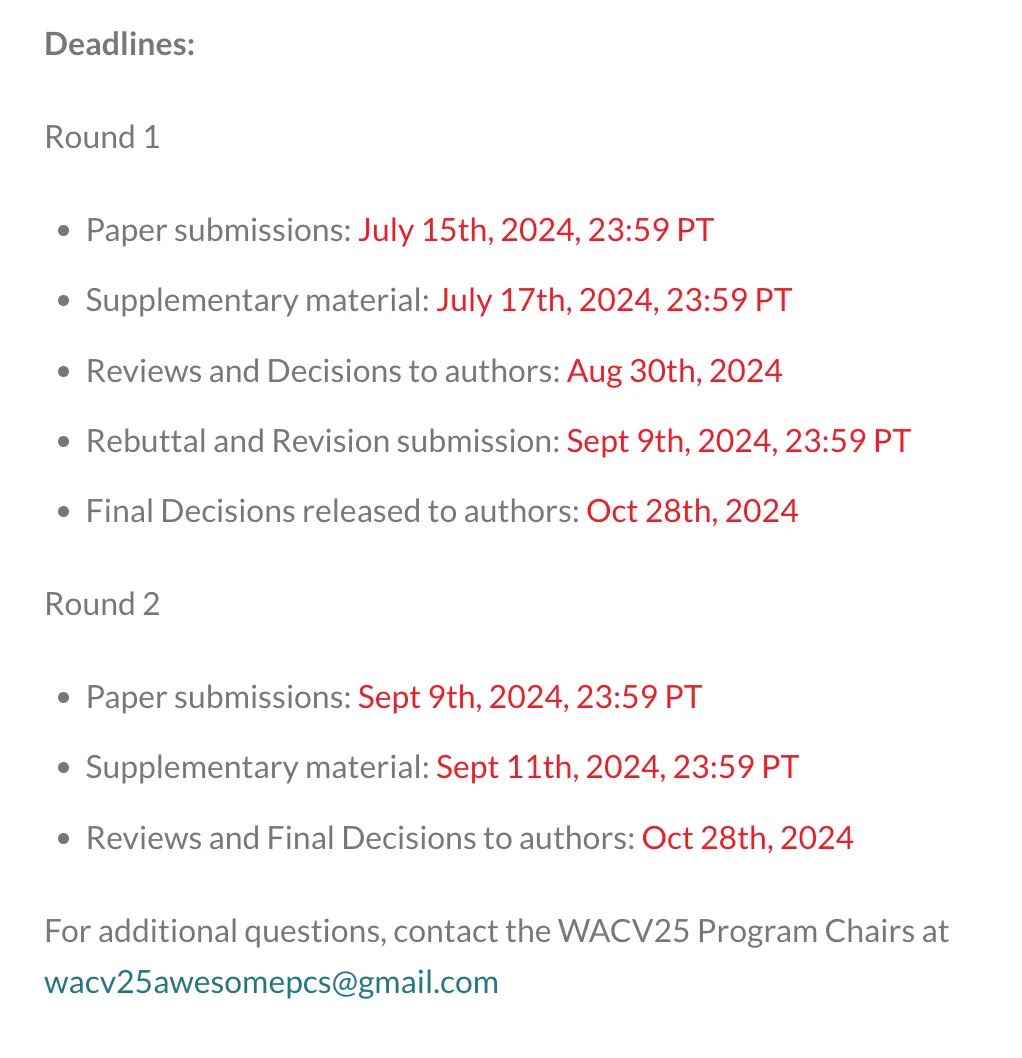 Deadlines:
Round 1
• Paper submissions: July 15th, 2024, 23:59 PT
• Supplementary material: July 17th, 2024, 23:59 PT
• Reviews and Decisions to authors: Aug 30th, 2024
• Rebuttal and Revision submission: Sept 9th, 2024, 23:59 PT
• Final Decisions released to authors: Oct 28th, 2024
Round 2
• Paper submissions: Sept 9th, 2024, 23:59 PT
• Supplementary material: Sept 11th, 2024, 23:59 PT
• Reviews and Final Decisions to authors: Oct 28th, 2024
For additional questions, contact the WACV25 Program Chairs at
wacv25awesomepcs@gmail.com